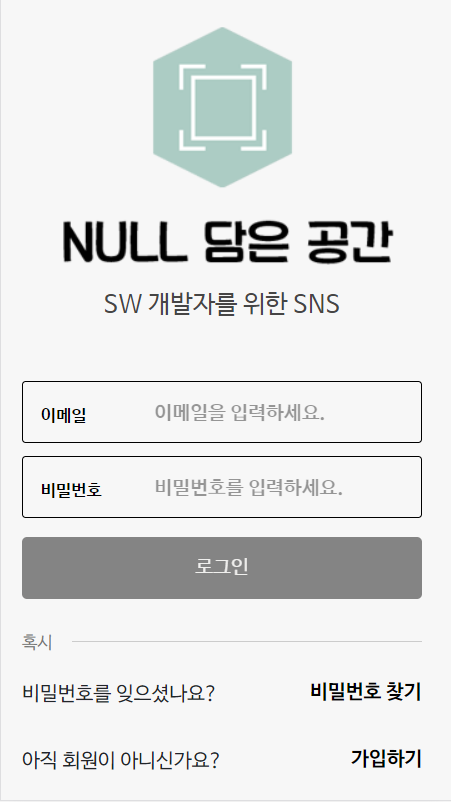 NULL 담은 공간
SW 개발자를 위한 SNS
이메일 이메일을 입력하세요.
비밀번호 비밀번호를 입력하세요.
로그인
혹시
비밀번호를 잊으셨나요? 비밀번호 찾기
아직 회원이 아니신가요? 가입하기